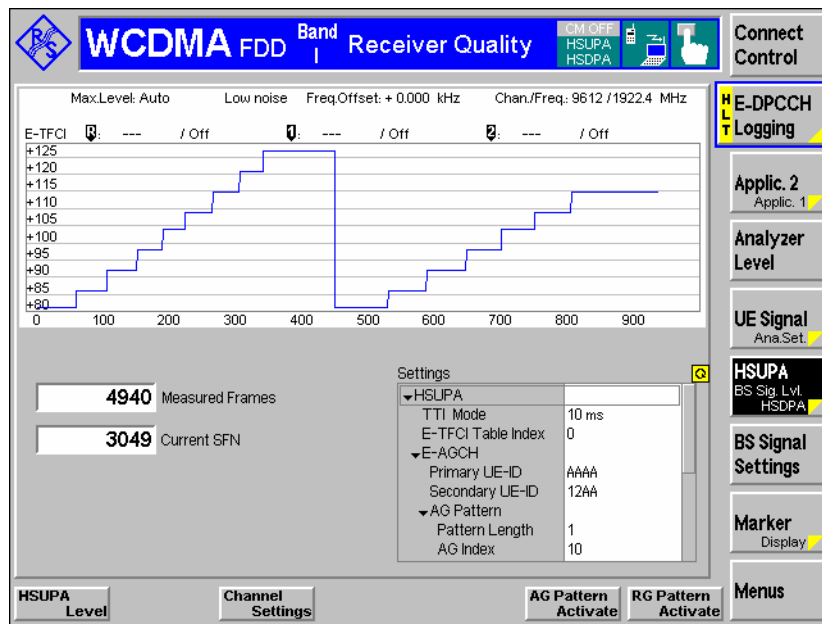 R&S
WCDMA FDD Band I Receiver Quality
CM OFF
HSUPA
HSDPA
Connect Control
Max.Level: Auto Low noise Freq.Offset: + 0.000 kHz Chan./Freq.: 9612 / 1922.4 MHz
E-TFCI R: --- / Off 1: --- / Off 2: --- / Off
+125
+120
+115
+110
+105
+100
+95
+90
+85
+80
0 100 200 300 400 500 600 700 800 900
4940 Measured Frames
3049 Current SFN
Settings
HSUPA
TTI Mode 10 ms
E-TFCI Table Index 0
E-AGCH
Primary UE-ID AAAA
Secondary UE-ID 12AA
AG Pattern
Pattern Length 1
AG Index 10
HLT
E-DPCCH Logging
Applic. 2
Applic. 1
Analyzer Level
UE Signal
Ana.Set.
HSUPA
BS Sig. Lvl.
HSDPA
BS Signal Settings
Marker
Display
Menus
HSUPA Level
Channel Settings
AG Pattern Activate
RG Pattern Activate